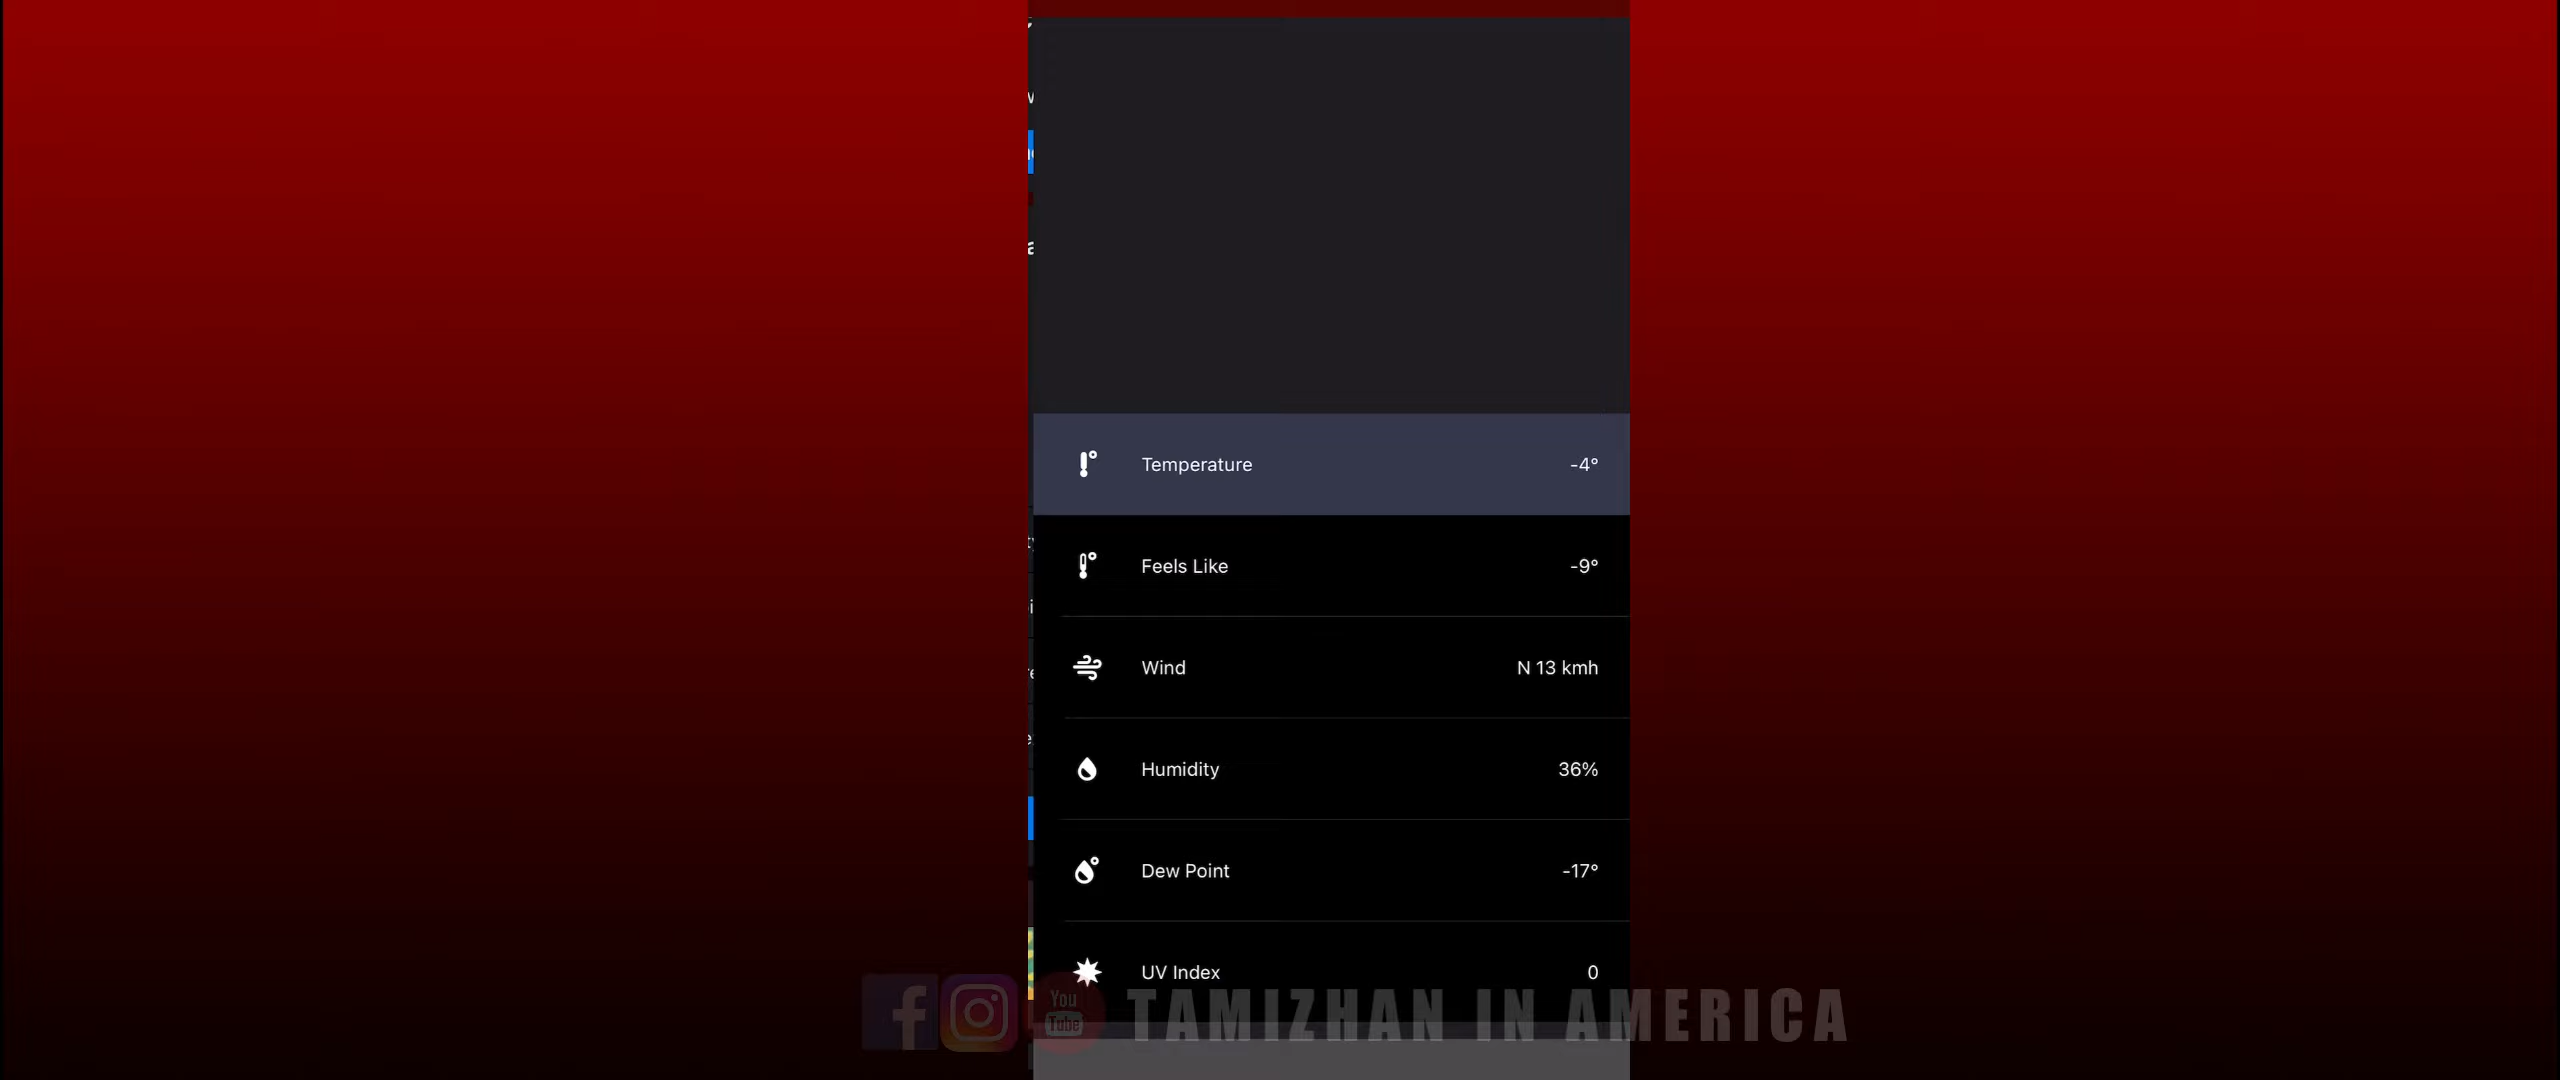 Temperature -4°
Feels Like -9°
Wind N 13 kmh
Humidity 36%
Dew Point -17°
UV Index 0
You
Tube
TAMIZHAN IN AMERICA